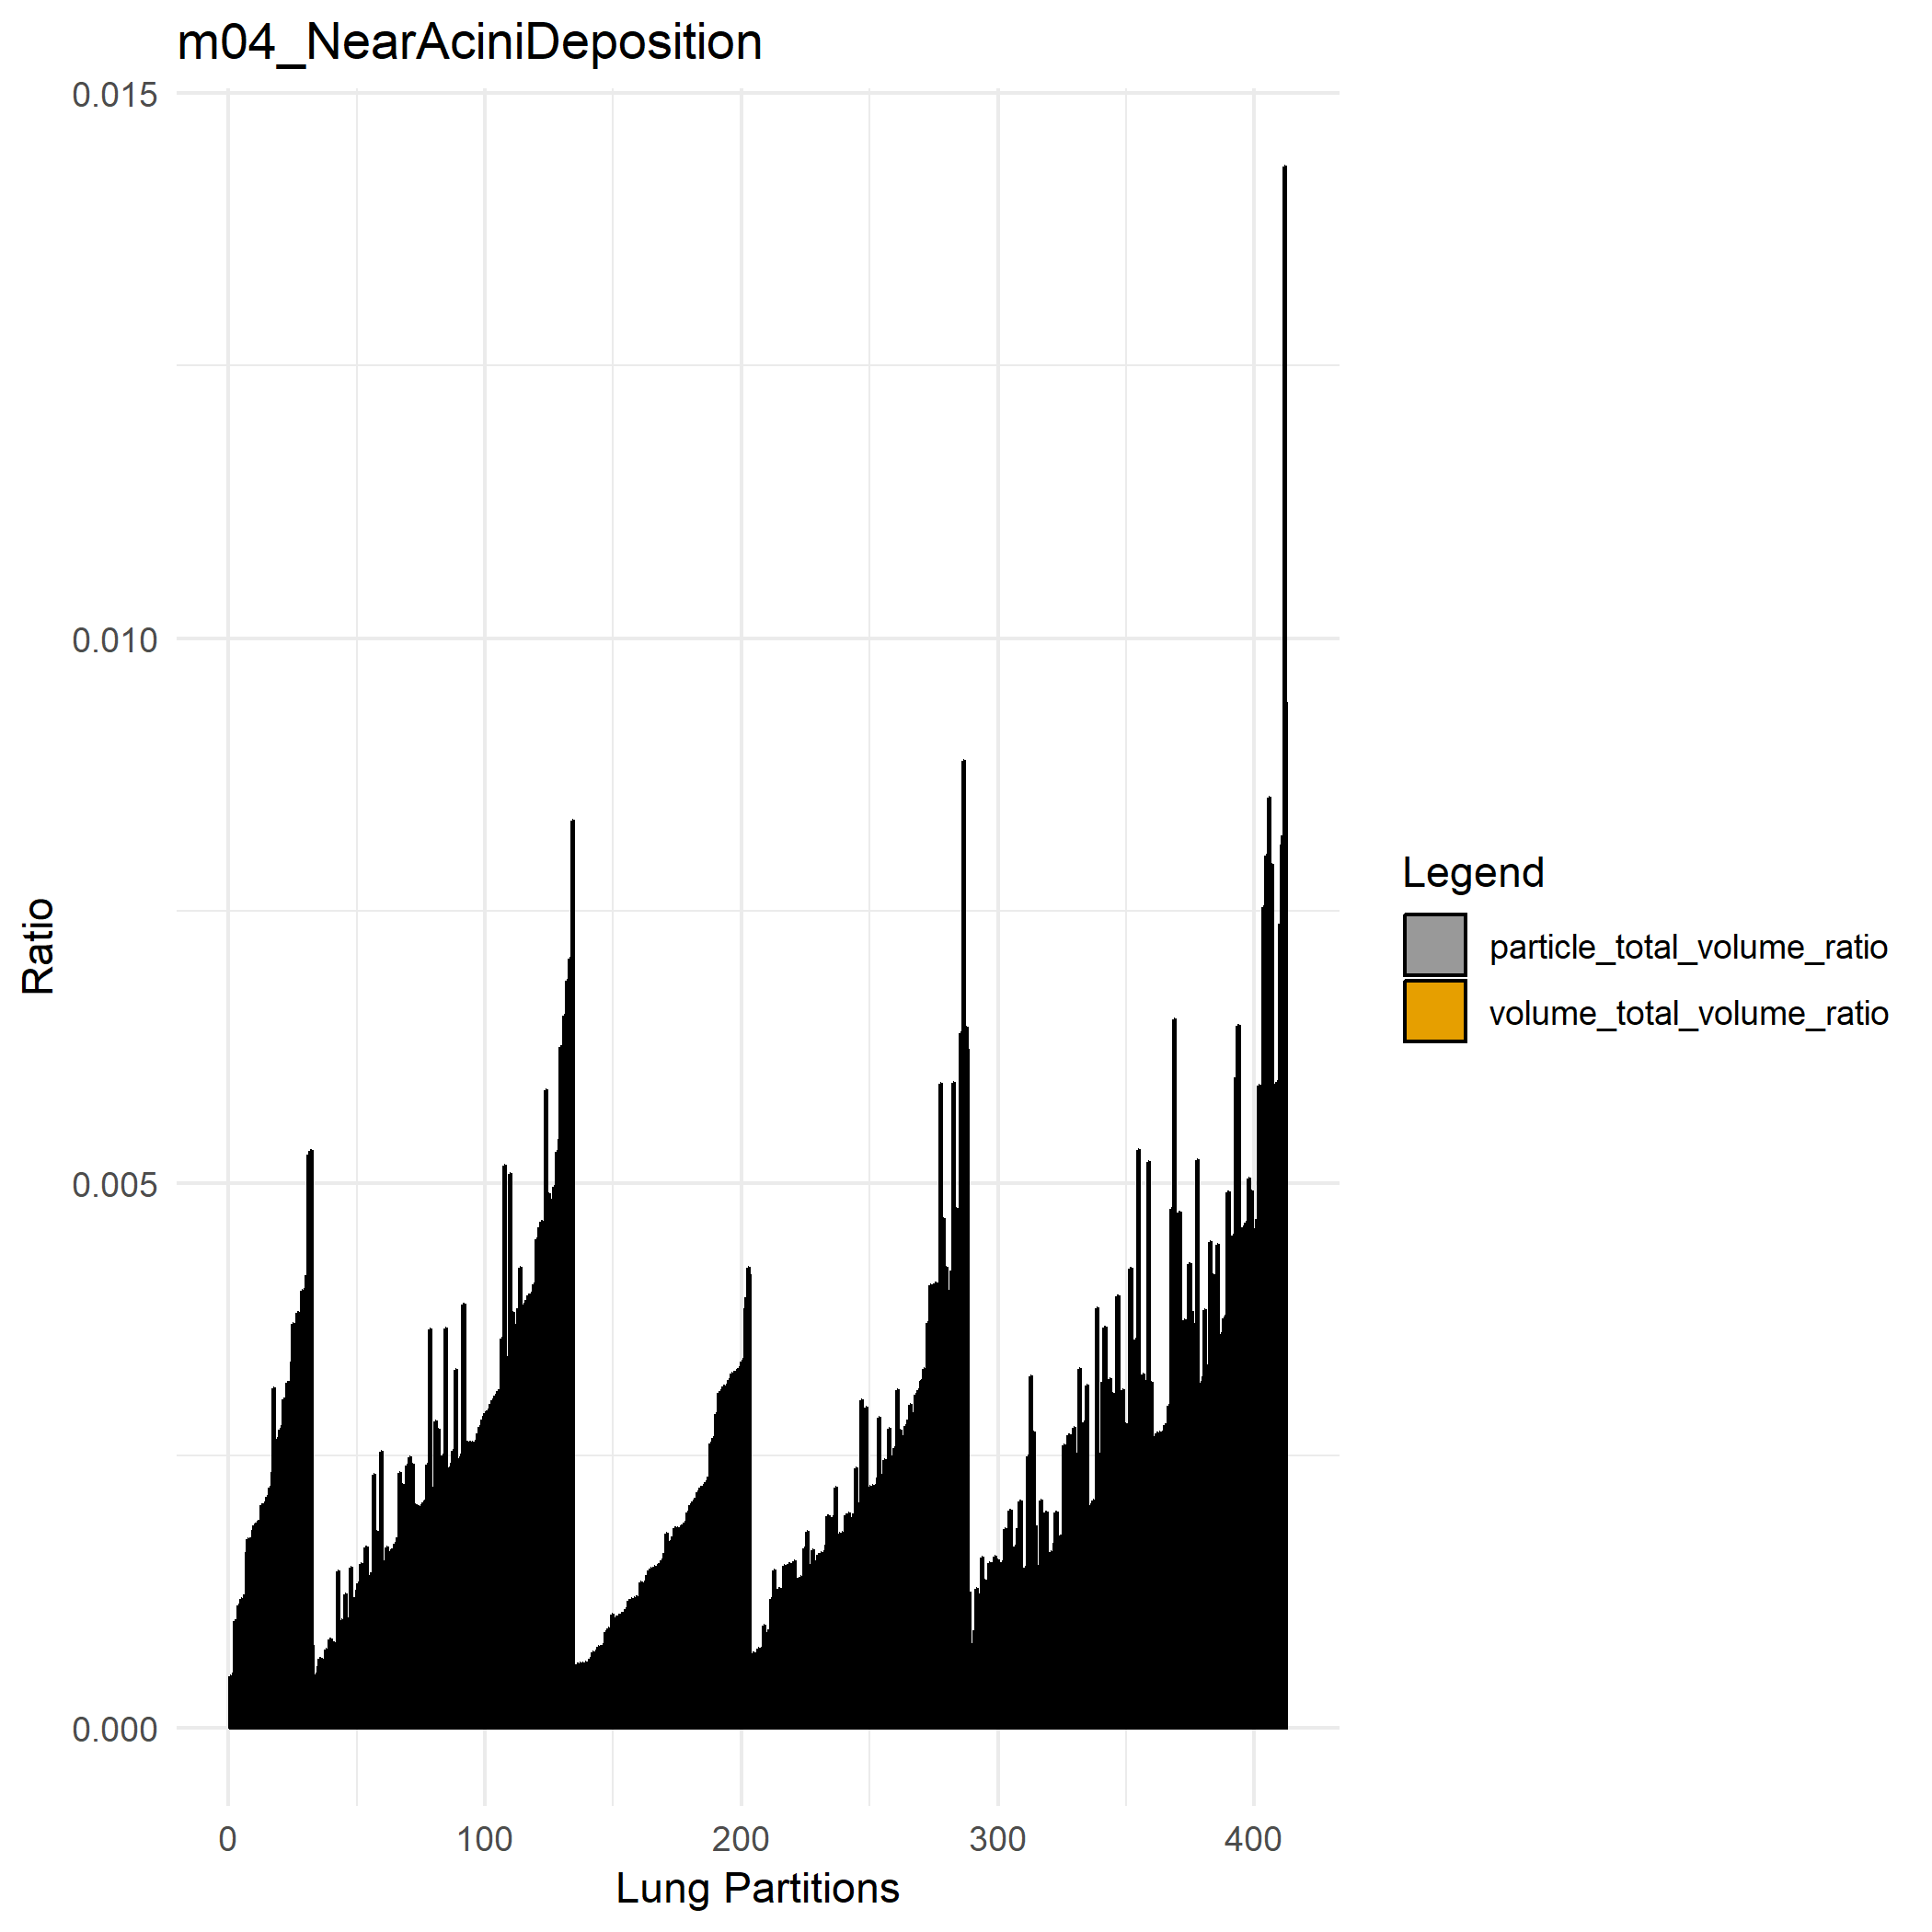 m04_NearAciniDeposition
0.015
0.010
0.005
0.000
Ratio
0 100 200 300 400
Lung Partitions
Legend
particle_total_volume_ratio
volume_total_volume_ratio